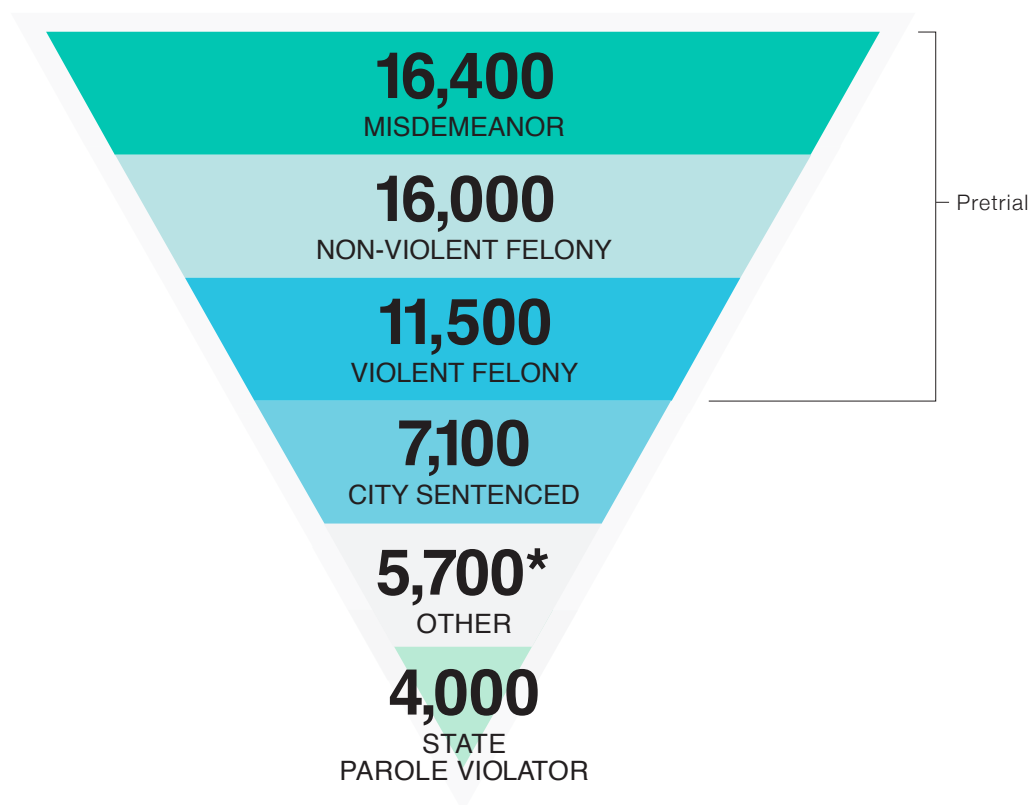 16,400
MISDEMEANOR
16,000
NON-VIOLENT FELONY
Pretrial
11,500
VIOLENT FELONY
7,100
CITY SENTENCED
5,700*
OTHER
4,000
STATE
PAROLE VIOLATOR